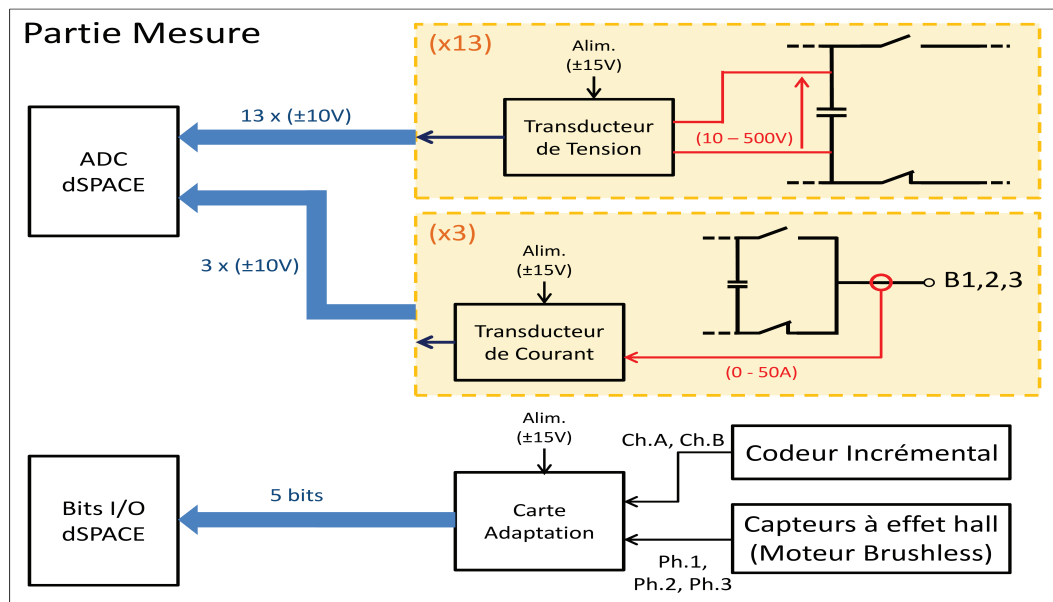 Partie Mesure
(x13)
Alim.
(±15V)
13 x (±10V)
ADC
dSPACE
Transducteur
de Tension
(10 – 500V)
(x3)
Alim.
(±15V)
3 x (±10V)
B1,2,3
Transducteur
de Courant
(0 - 50A)
Alim.
(±15V)
Ch.A, Ch.B
Codeur Incrémental
5 bits
Bits I/O
dSPACE
Carte
Adaptation
Capteurs à effet hall
(Moteur Brushless)
Ph.1,
Ph.2, Ph.3